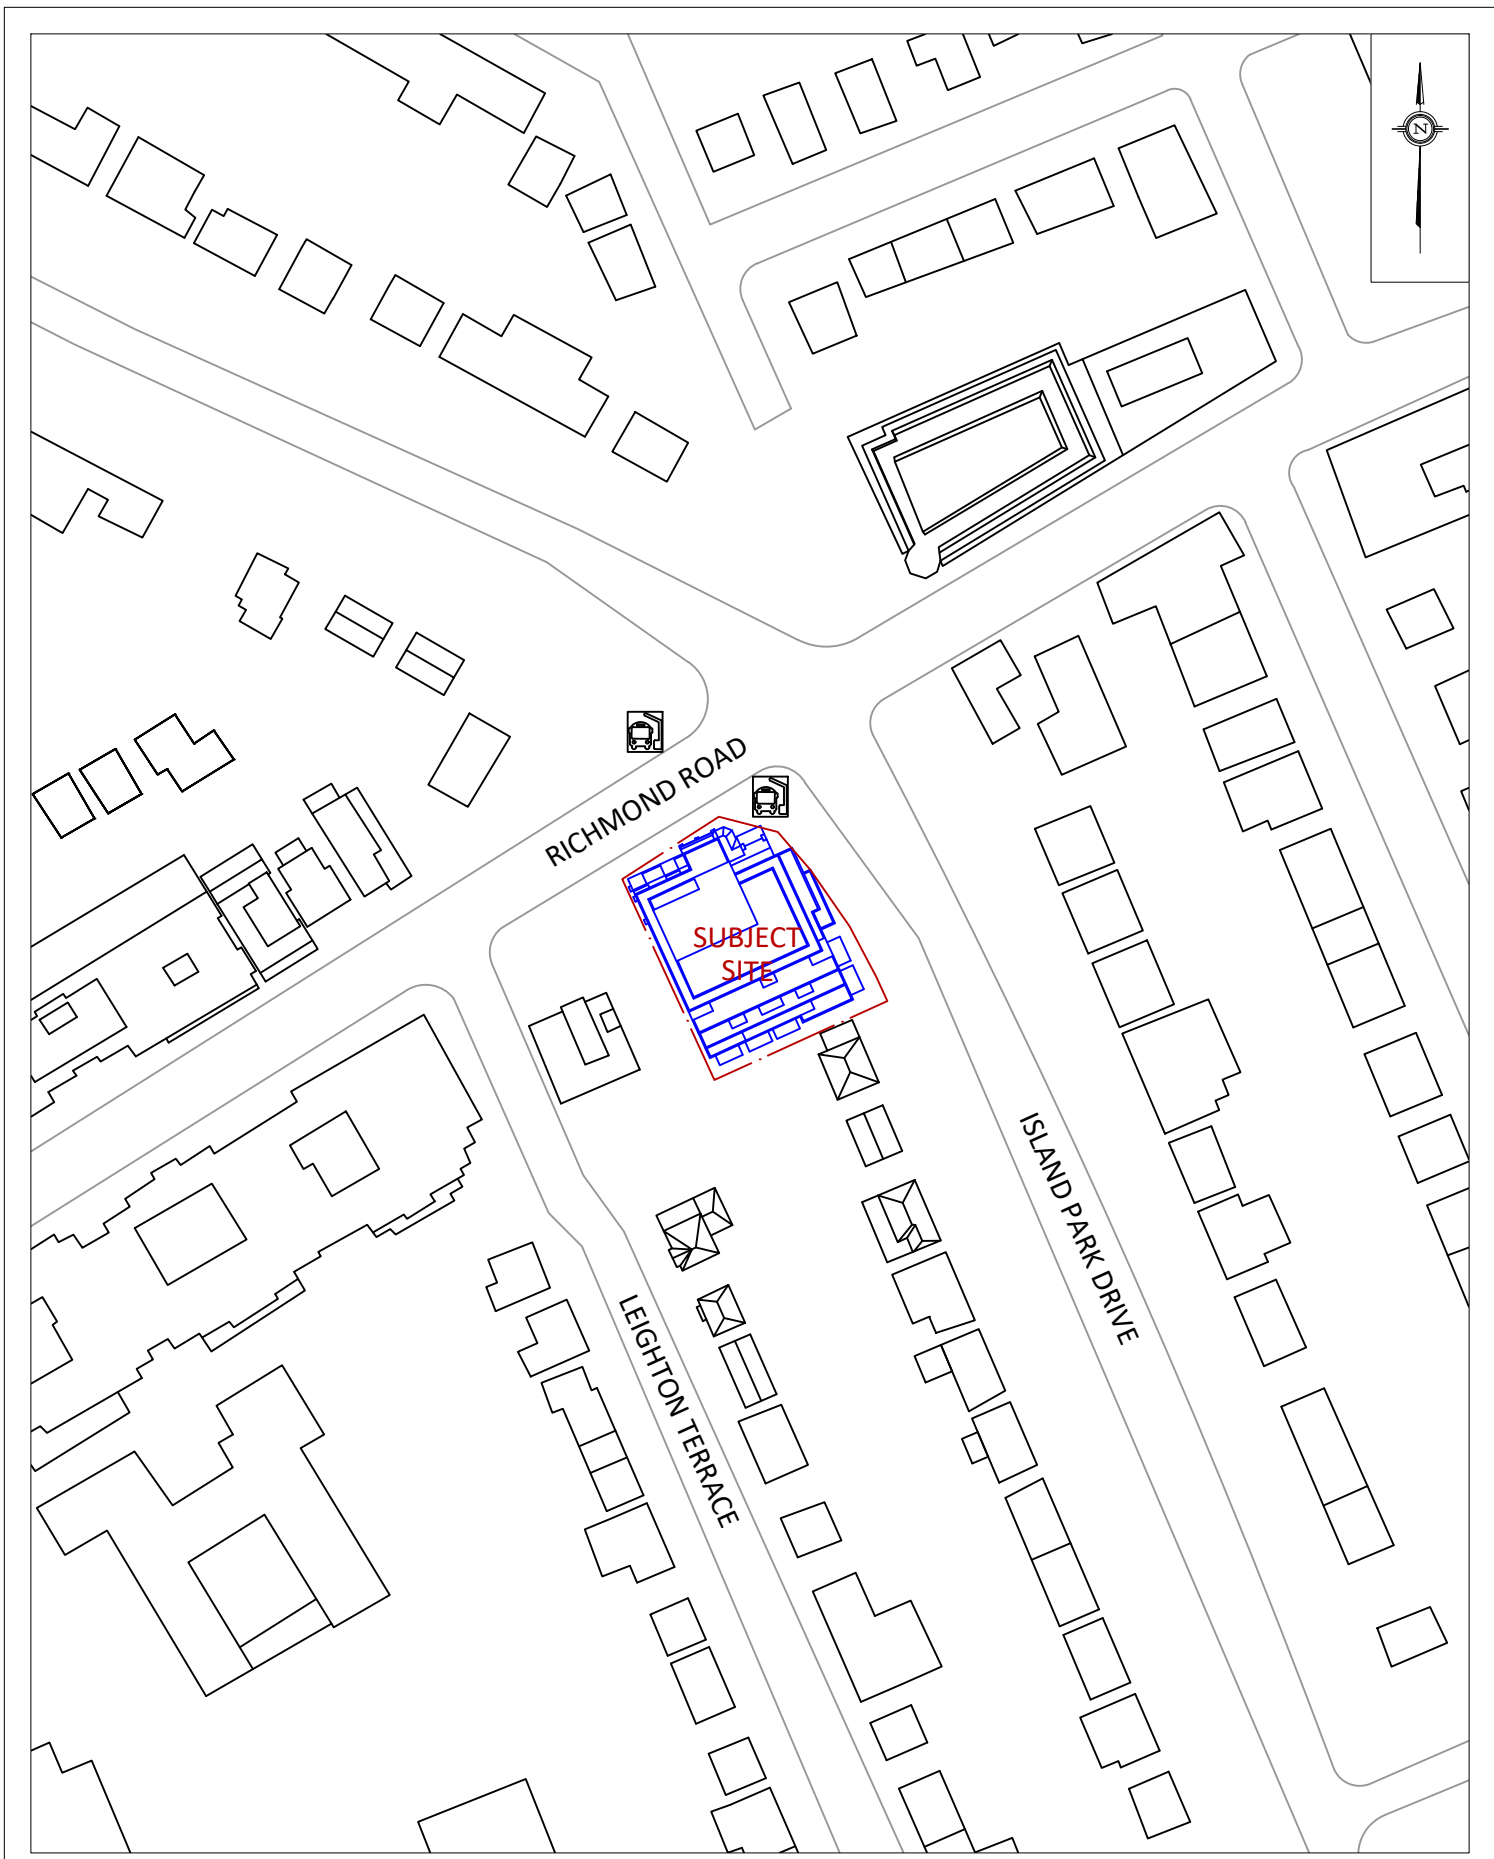 N
RICHMOND ROAD
SUBJECT
SITE
ISLAND PARK DRIVE
LEIGHTON TERRACE